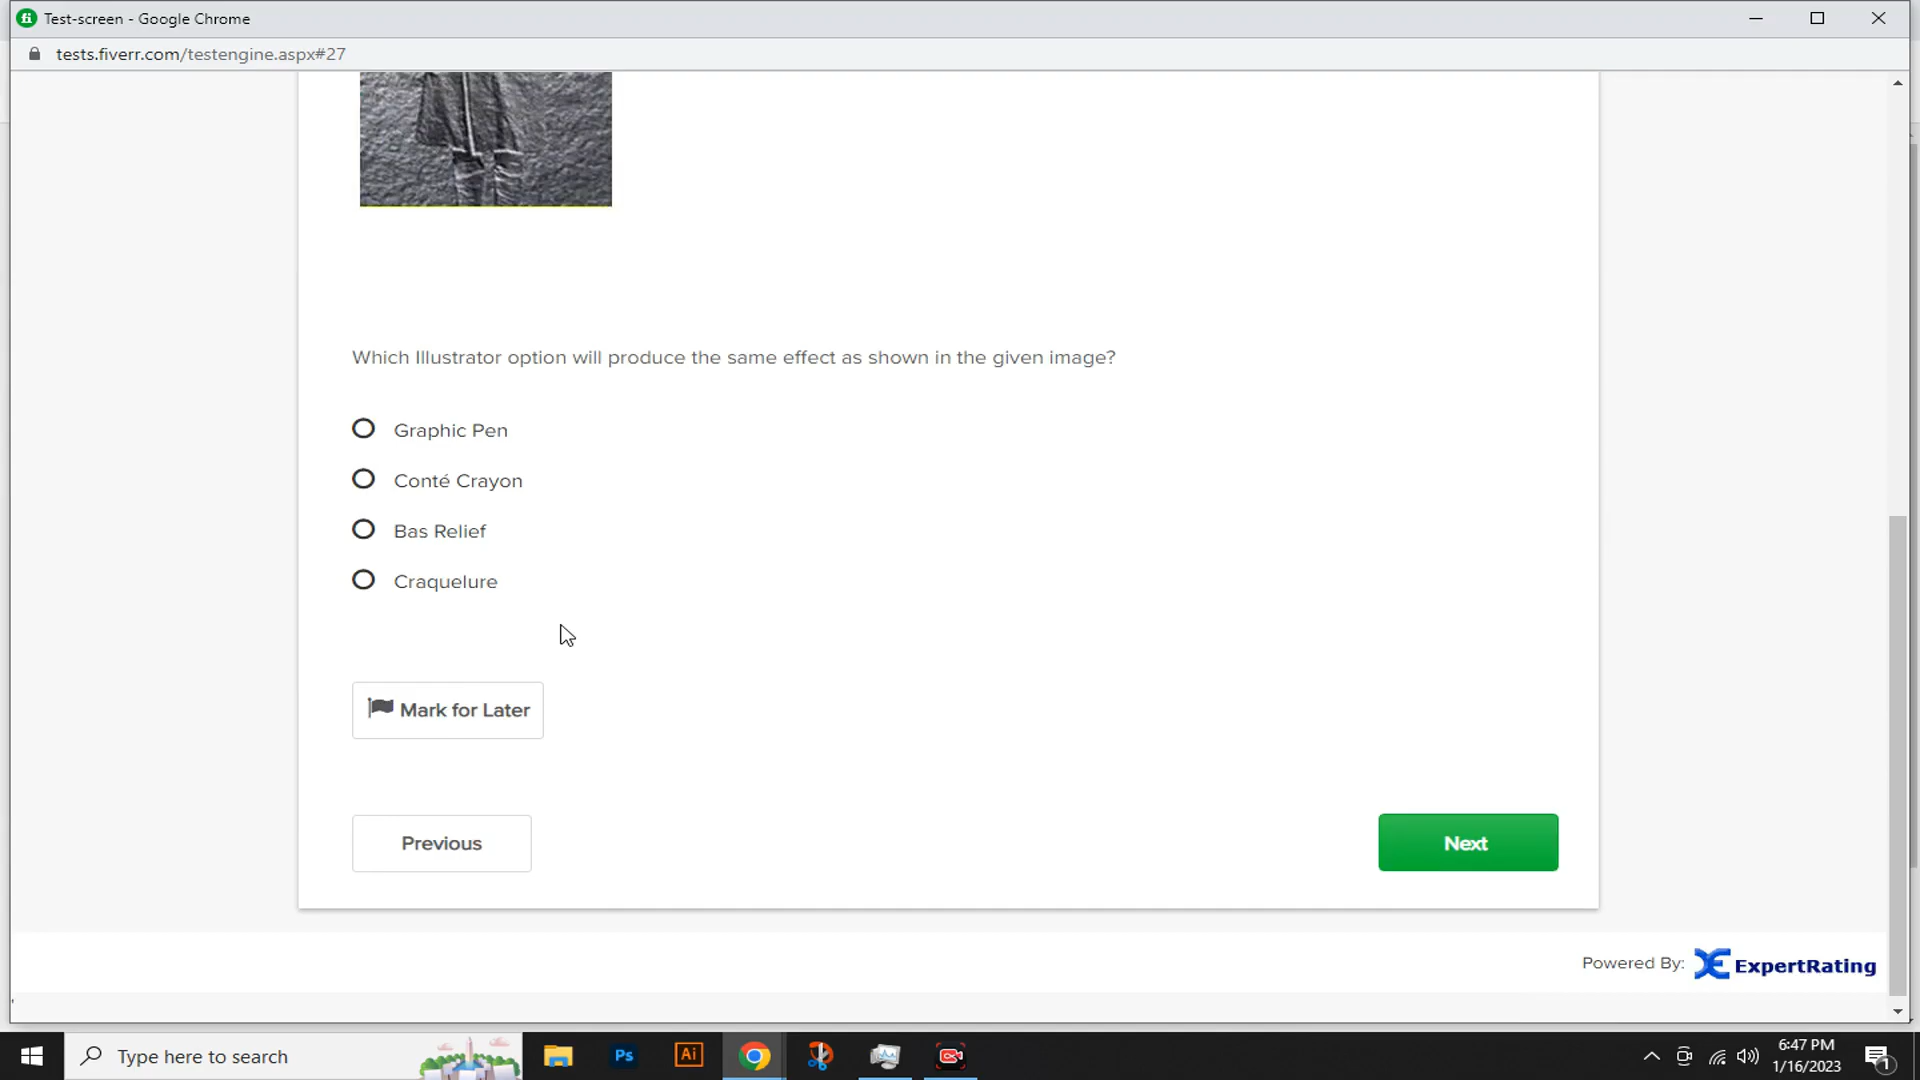 fi Test-screen - Google Chrome
tests.fiverr.com/testengine.aspx#27
Which Illustrator option will produce the same effect as shown in the given image?
Graphic Pen
Conté Crayon
Bas Relief
Craquelure
Mark for Later
Previous
Next
Powered By: ExpertRating
Type here to search
Ps
Ai
6:47 PM
1/16/2023
1